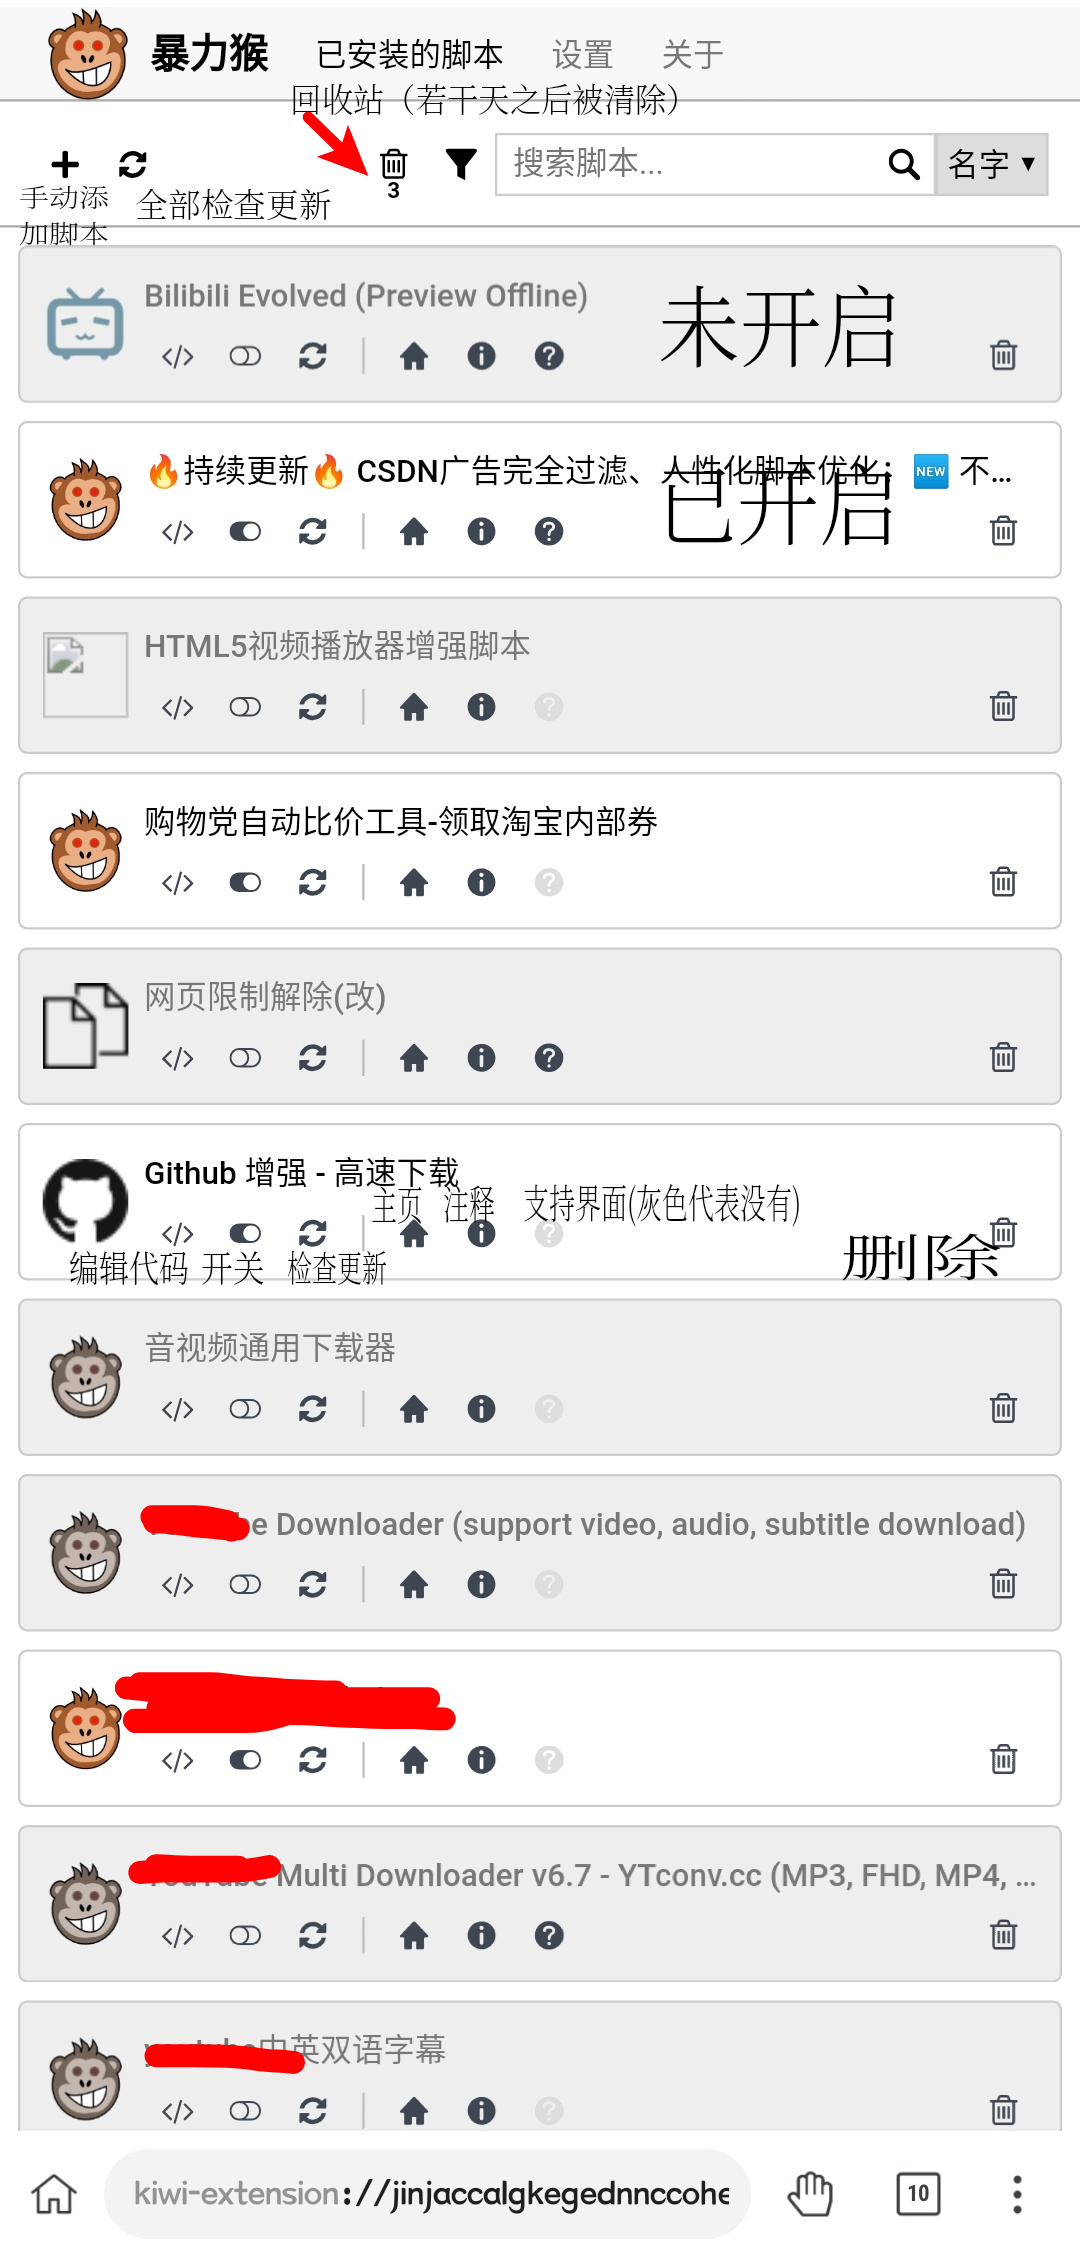 暴力猴 已安装的脚本 设置 关于
回收站（若干天之后被清除）
搜索脚本... 名字 ▼
3
手动添
加脚本
全部检查更新
Bilibili Evolved (Preview Offline)
未开启
🔥持续更新🔥 CSDN广告完全过滤、人性化脚本优化：🆕 不...
已开启
HTML5视频播放器增强脚本
购物党自动比价工具-领取淘宝内部券
网页限制解除(改)
Github 增强 - 高速下载
主页 注释 支持界面(灰色代表没有)
编辑代码 开关 检查更新 删除
音视频通用下载器
be Downloader (support video, audio, subtitle download)
YouTube Multi Downloader v6.7 - YTconv.cc (MP3, FHD, MP4, ...
youtube中英双语字幕
kiwi-extension://jinjaccalgkegednnccohe
10